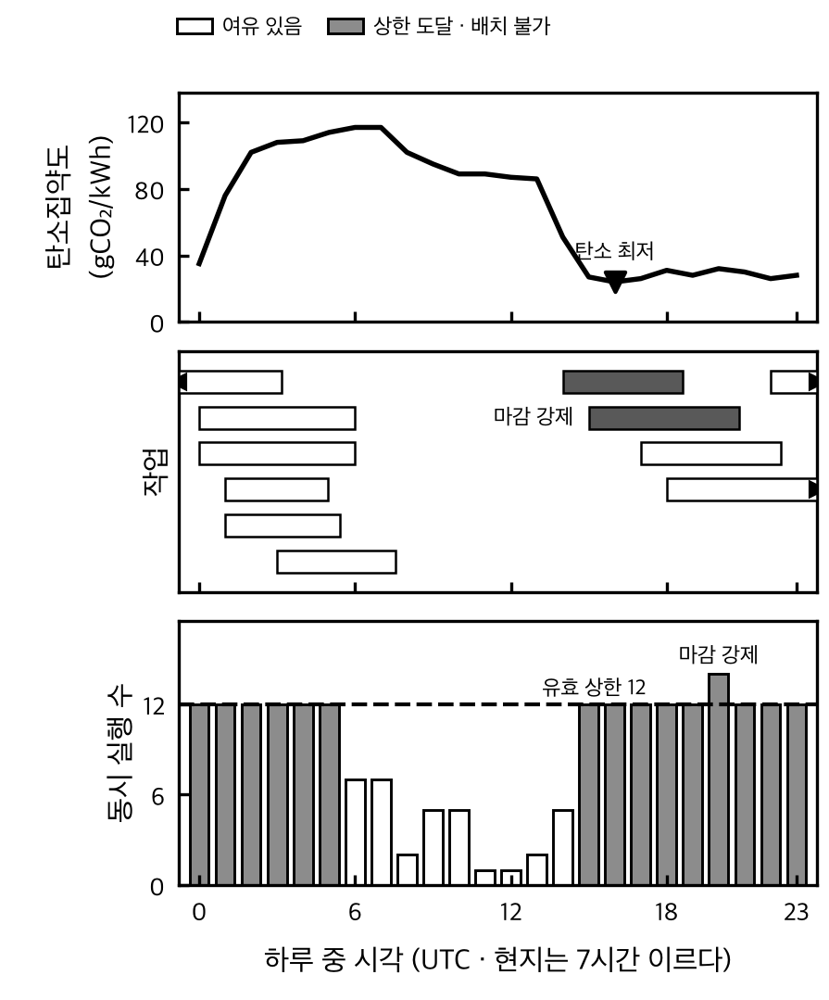 여유 있음
상한 도달 · 배치 불가
탄소집약도
(gCO₂/kWh)
120
80
40
0
탄소 최저
작업
마감 강제
동시 실행 수
12
6
0
유효 상한 12
마감 강제
0
6
12
18
23
하루 중 시각 (UTC · 현지는 7시간 이르다)